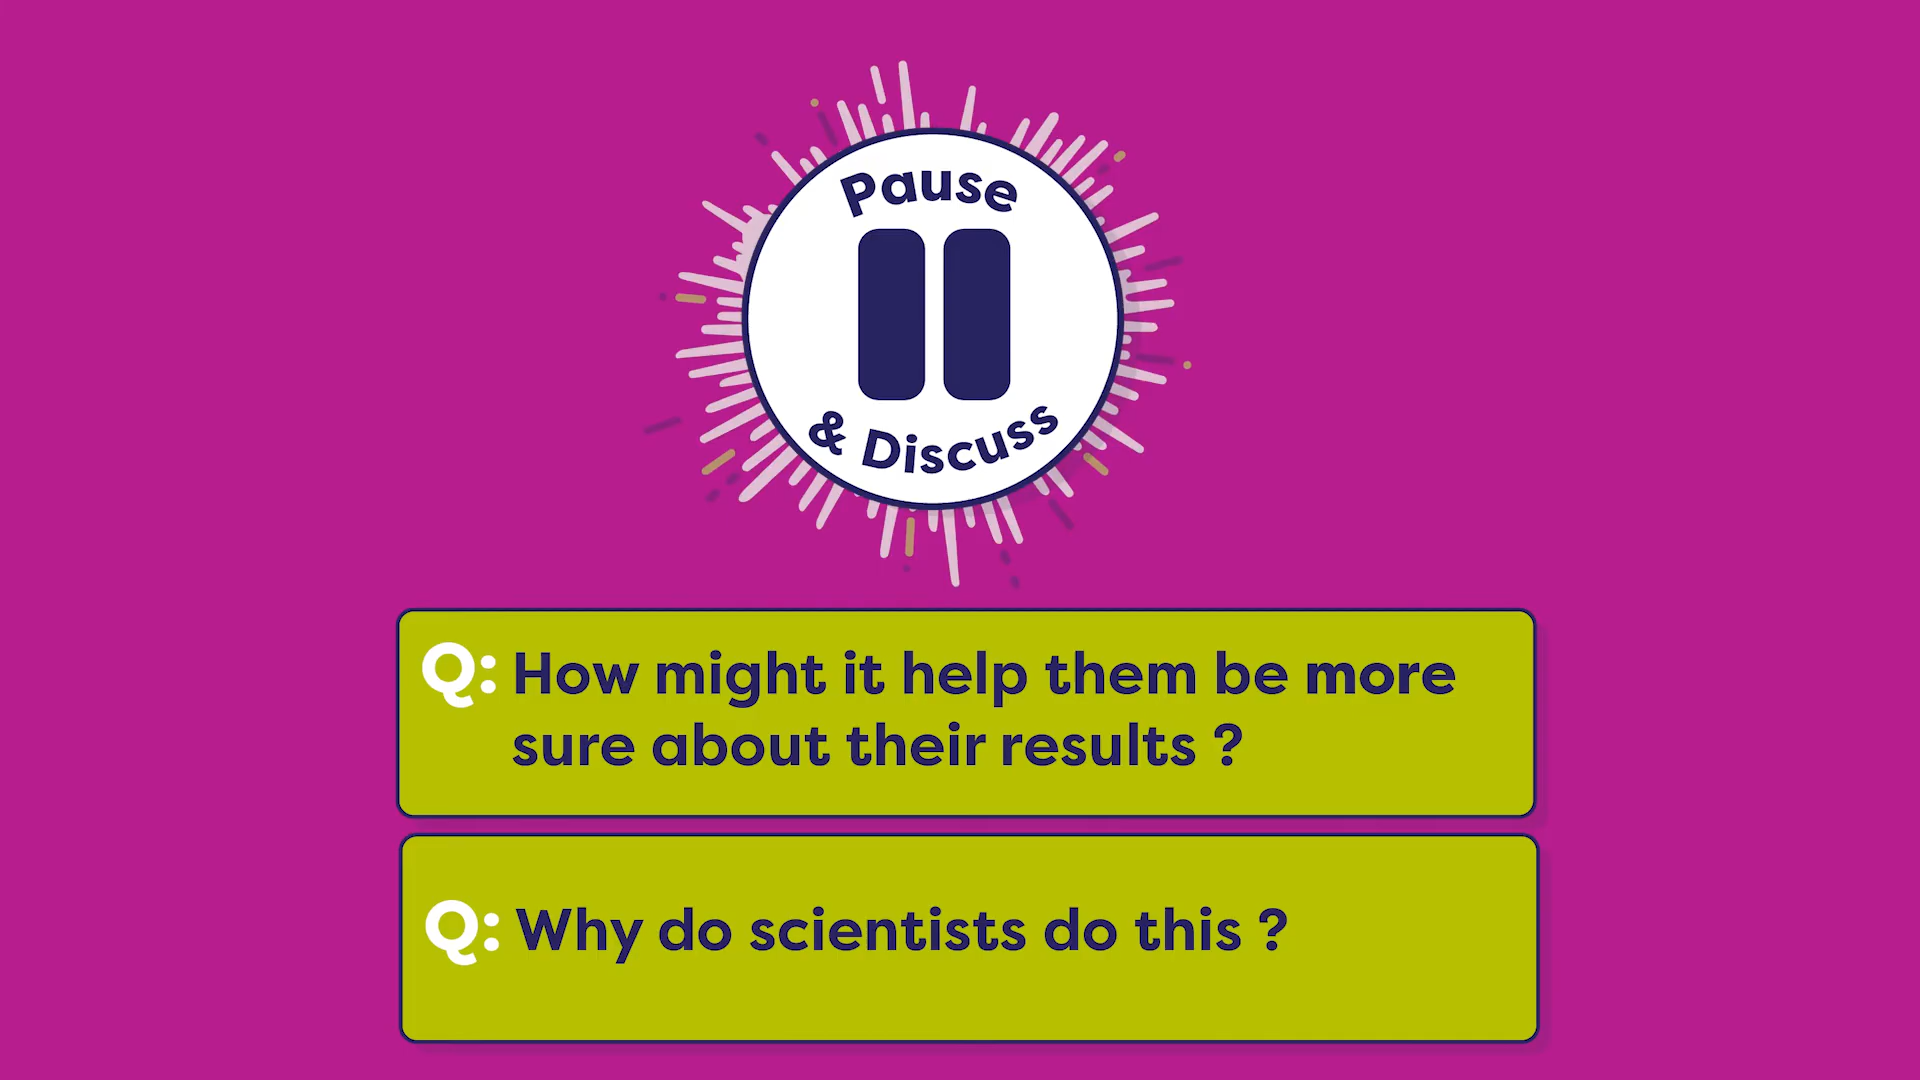 Pause
& Discuss
Q: How might it help them be more
sure about their results ?
Q: Why do scientists do this ?